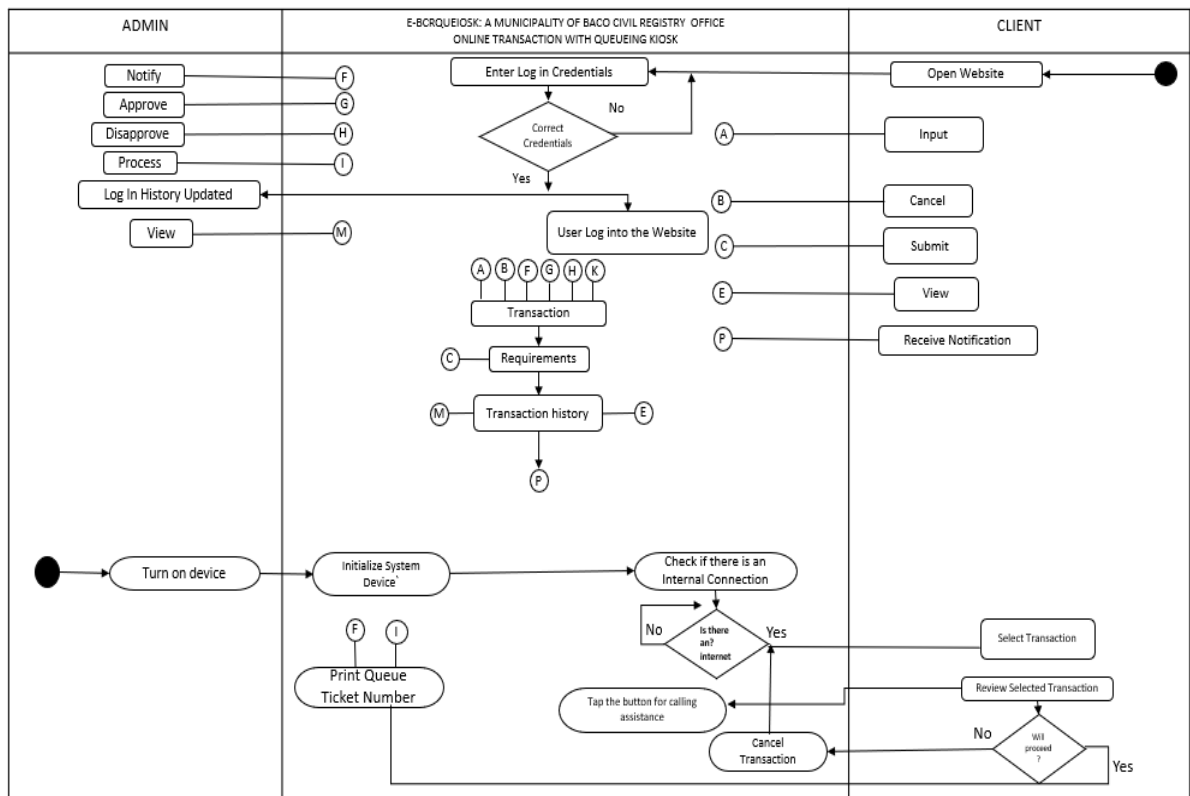 ADMIN
E-BCRQUEIOSK: A MUNICIPALITY OF BACO CIVIL REGISTRY OFFICE
ONLINE TRANSACTION WITH QUEUEING KIOSK
CLIENT
Notify
F
Approve
G
Disapprove
H
Process
I
Log In History Updated
View
M
Enter Log in Credentials
No
Correct
Credentials
Yes
User Log into the Website
A
B
F
G
H
K
Transaction
C
Requirements
M
Transaction history
E
P
Open Website
A
Input
B
Cancel
C
Submit
E
View
P
Receive Notification
Turn on device
Initialize System
Device`
Check if there is an
Internal Connection
No
Is there
an?
internet
Yes
Select Transaction
F
I
Print Queue
Ticket Number
Tap the button for calling
assistance
Review Selected Transaction
Cancel
Transaction
No
Will
proceed
?
Yes